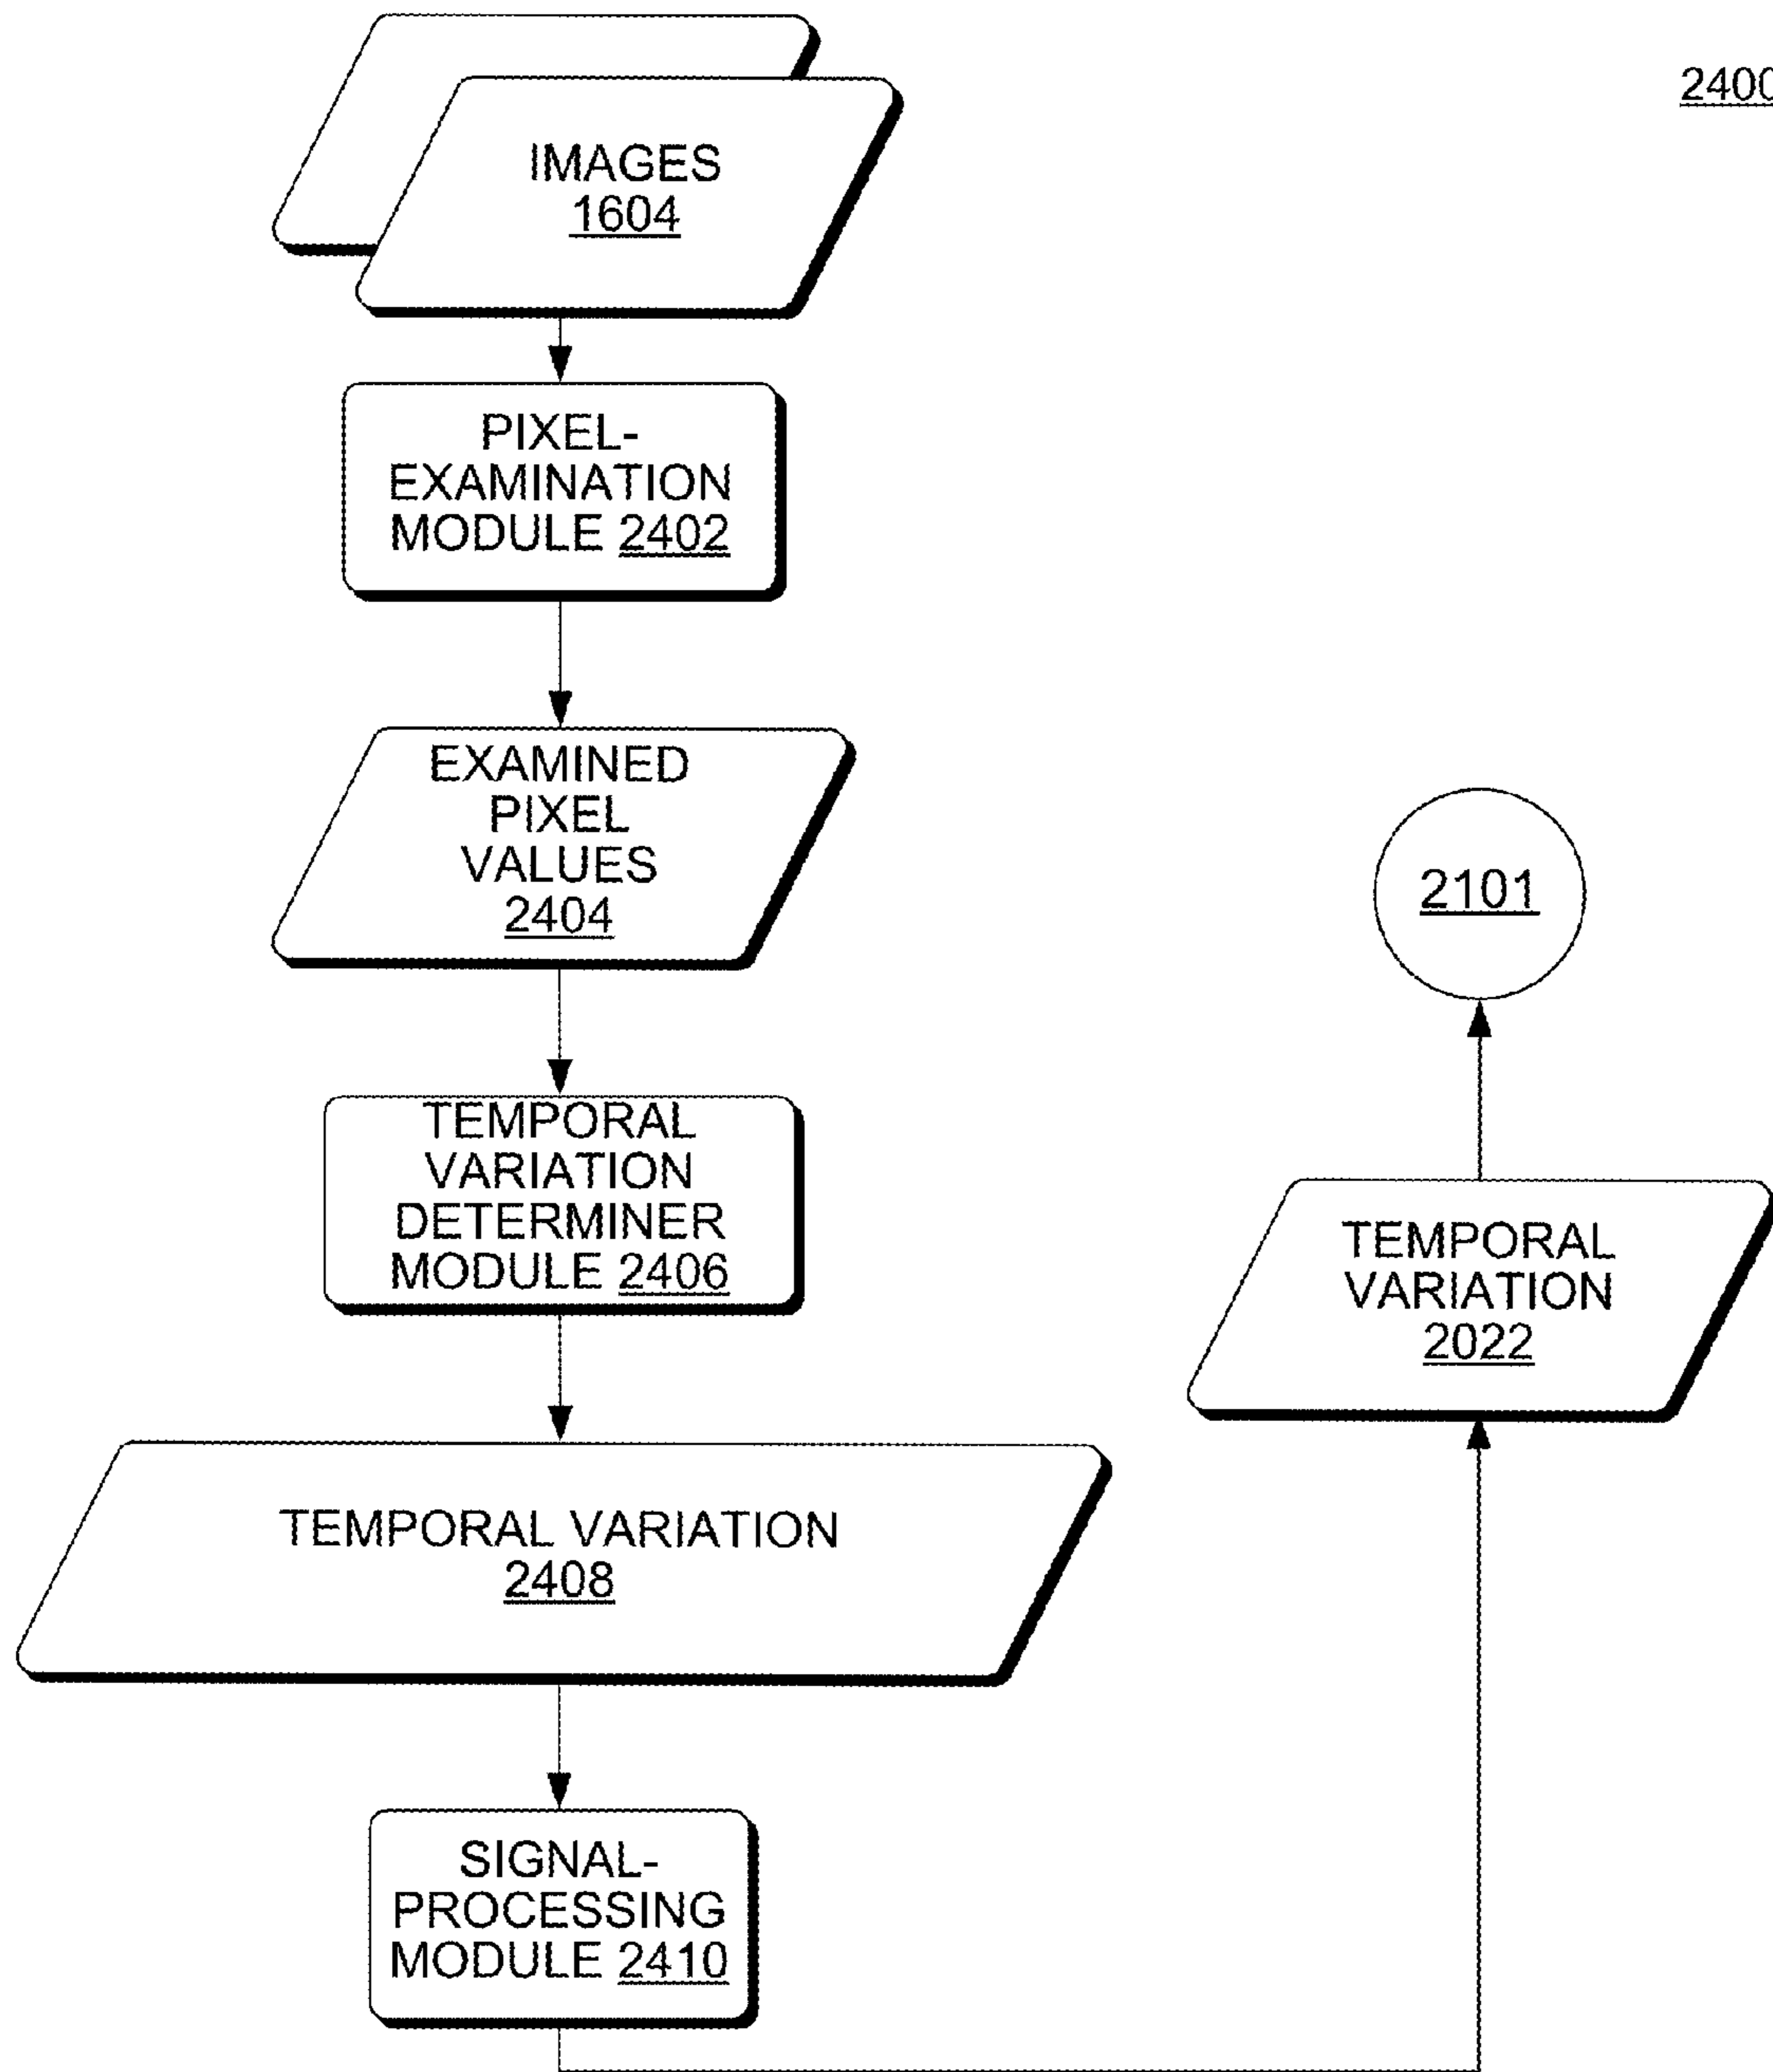 2400
IMAGES
1604
PIXEL-
EXAMINATION
MODULE 2402
EXAMINED
PIXEL
VALUES
2404
TEMPORAL
VARIATION
DETERMINER
MODULE 2406
TEMPORAL VARIATION
2408
SIGNAL-
PROCESSING
MODULE 2410
TEMPORAL
VARIATION
2022
2101